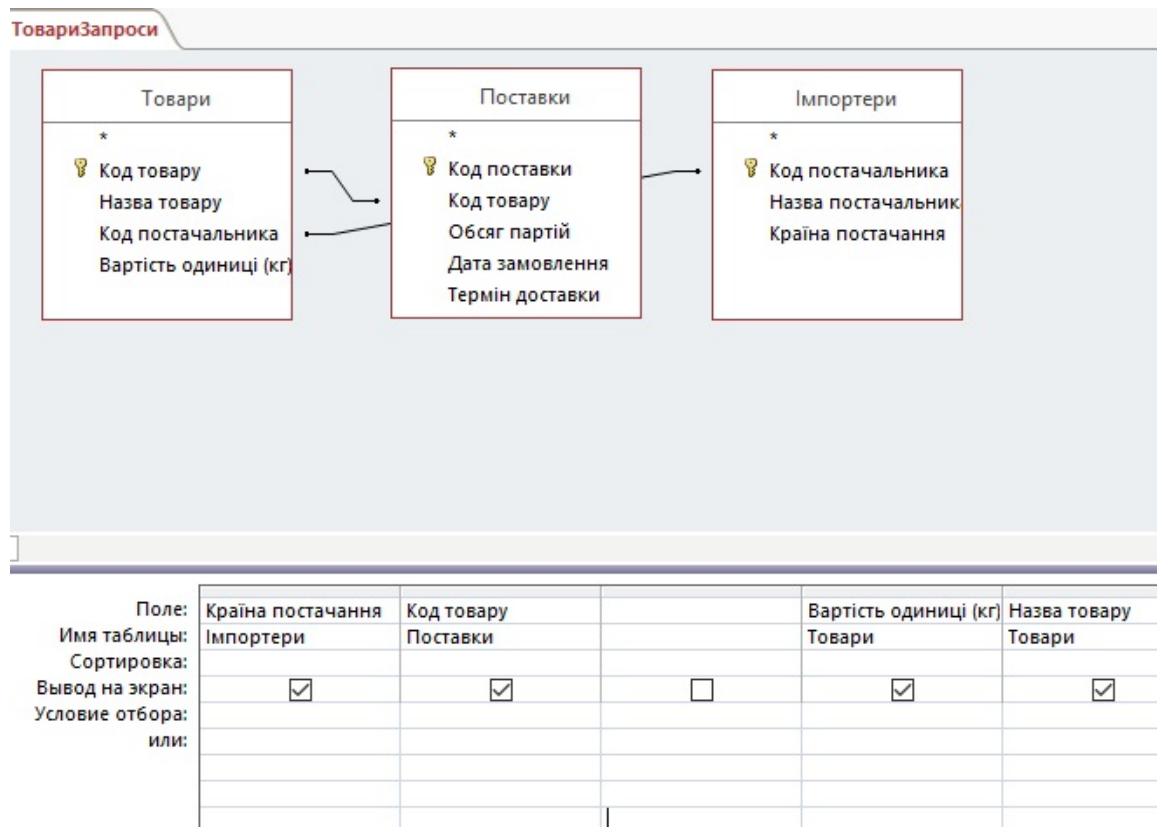 ТовариЗапроси
Товари
*
Код товару
Назва товару
Код постачальника
Вартість одиниці (кг)
Поставки
*
Код поставки
Код товару
Обсяг партій
Дата замовлення
Термін доставки
Імпортери
*
Код постачальника
Назва постачальник
Країна постачання
Поле: Країна постачання Код товару Вартість одиниці (кг) Назва товару
Имя таблицы: Імпортери Поставки Товари Товари
Сортировка:
Вывод на экран:
Условие отбора:
или: